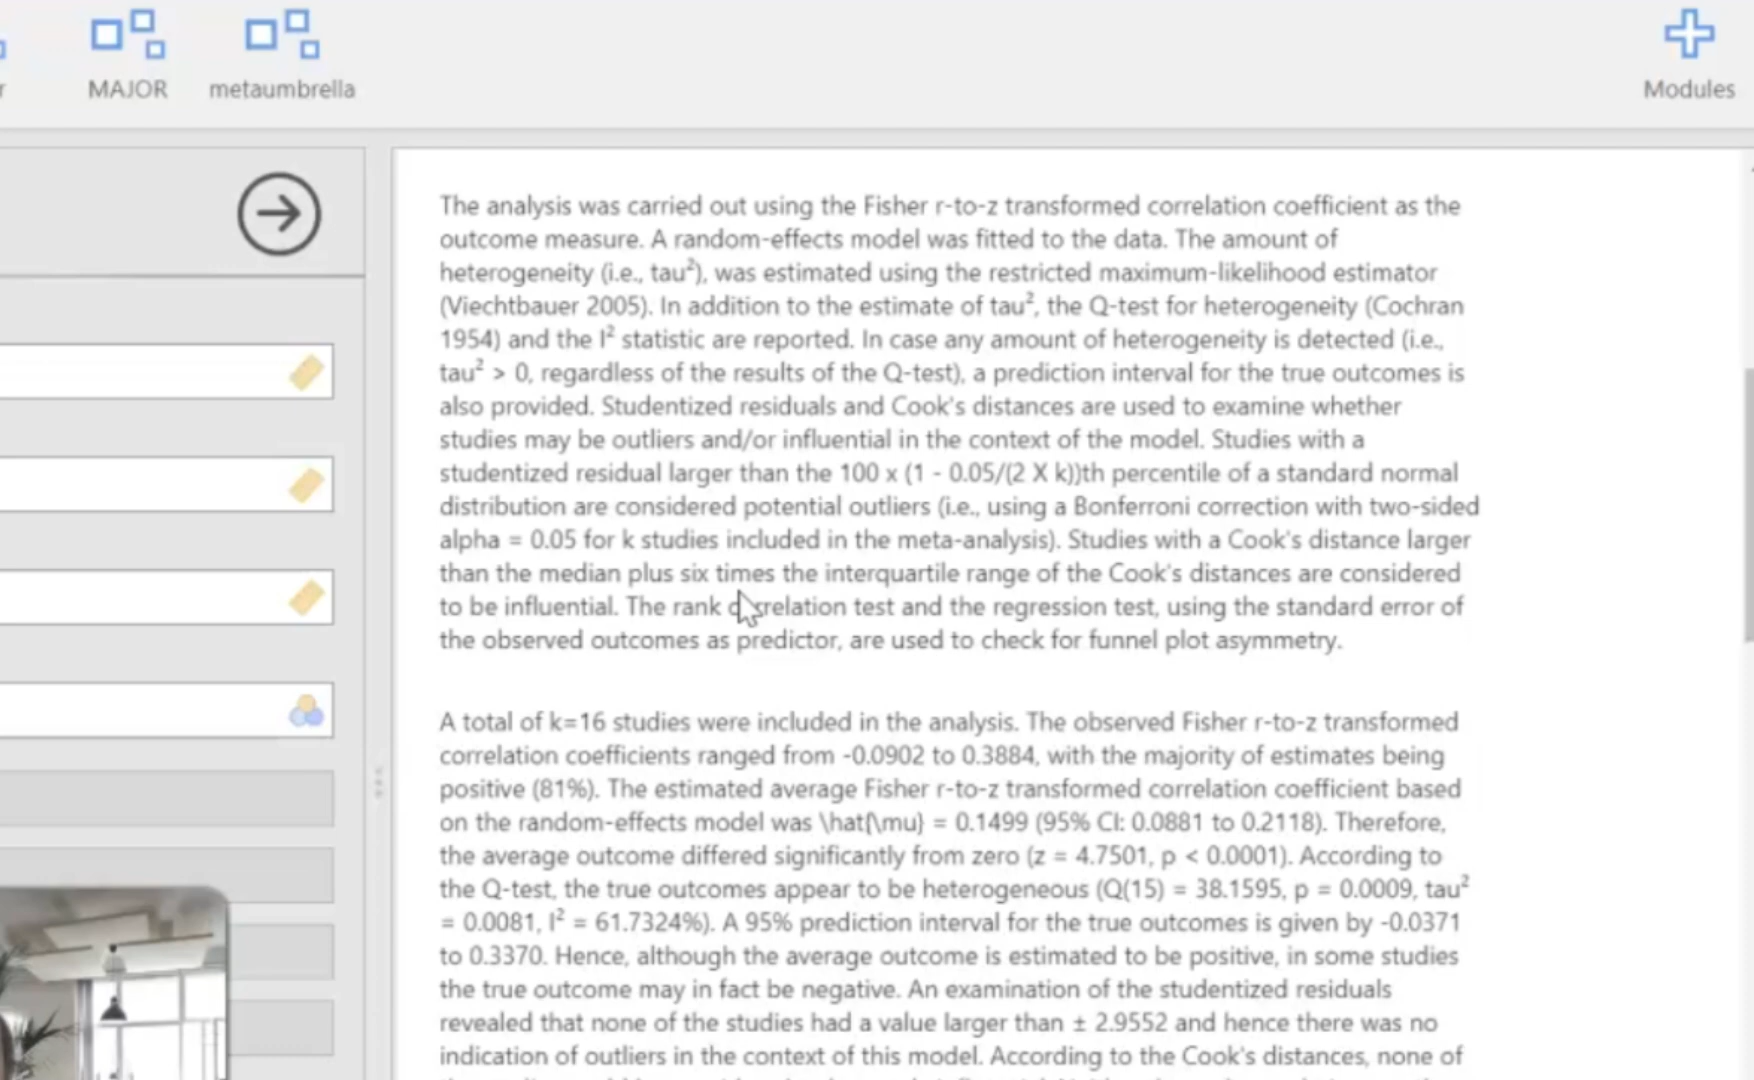 r
MAJOR
metaumbrella
Modules
The analysis was carried out using the Fisher r-to-z transformed correlation coefficient as the
outcome measure. A random-effects model was fitted to the data. The amount of
heterogeneity (i.e., tau²), was estimated using the restricted maximum-likelihood estimator
(Viechtbauer 2005). In addition to the estimate of tau², the Q-test for heterogeneity (Cochran
1954) and the I² statistic are reported. In case any amount of heterogeneity is detected (i.e.,
tau² > 0, regardless of the results of the Q-test), a prediction interval for the true outcomes is
also provided. Studentized residuals and Cook's distances are used to examine whether
studies may be outliers and/or influential in the context of the model. Studies with a
studentized residual larger than the 100 x (1 - 0.05/(2 X k))th percentile of a standard normal
distribution are considered potential outliers (i.e., using a Bonferroni correction with two-sided
alpha = 0.05 for k studies included in the meta-analysis). Studies with a Cook's distance larger
than the median plus six times the interquartile range of the Cook's distances are considered
to be influential. The rank correlation test and the regression test, using the standard error of
the observed outcomes as predictor, are used to check for funnel plot asymmetry.
A total of k=16 studies were included in the analysis. The observed Fisher r-to-z transformed
correlation coefficients ranged from -0.0902 to 0.3884, with the majority of estimates being
positive (81%). The estimated average Fisher r-to-z transformed correlation coefficient based
on the random-effects model was \hat{\mu} = 0.1499 (95% CI: 0.0881 to 0.2118). Therefore,
the average outcome differed significantly from zero (z = 4.7501, p < 0.0001). According to
the Q-test, the true outcomes appear to be heterogeneous (Q(15) = 38.1595, p = 0.0009, tau²
= 0.0081, I² = 61.7324%). A 95% prediction interval for the true outcomes is given by -0.0371
to 0.3370. Hence, although the average outcome is estimated to be positive, in some studies
the true outcome may in fact be negative. An examination of the studentized residuals
revealed that none of the studies had a value larger than ± 2.9552 and hence there was no
indication of outliers in the context of this model. According to the Cook's distances, none of